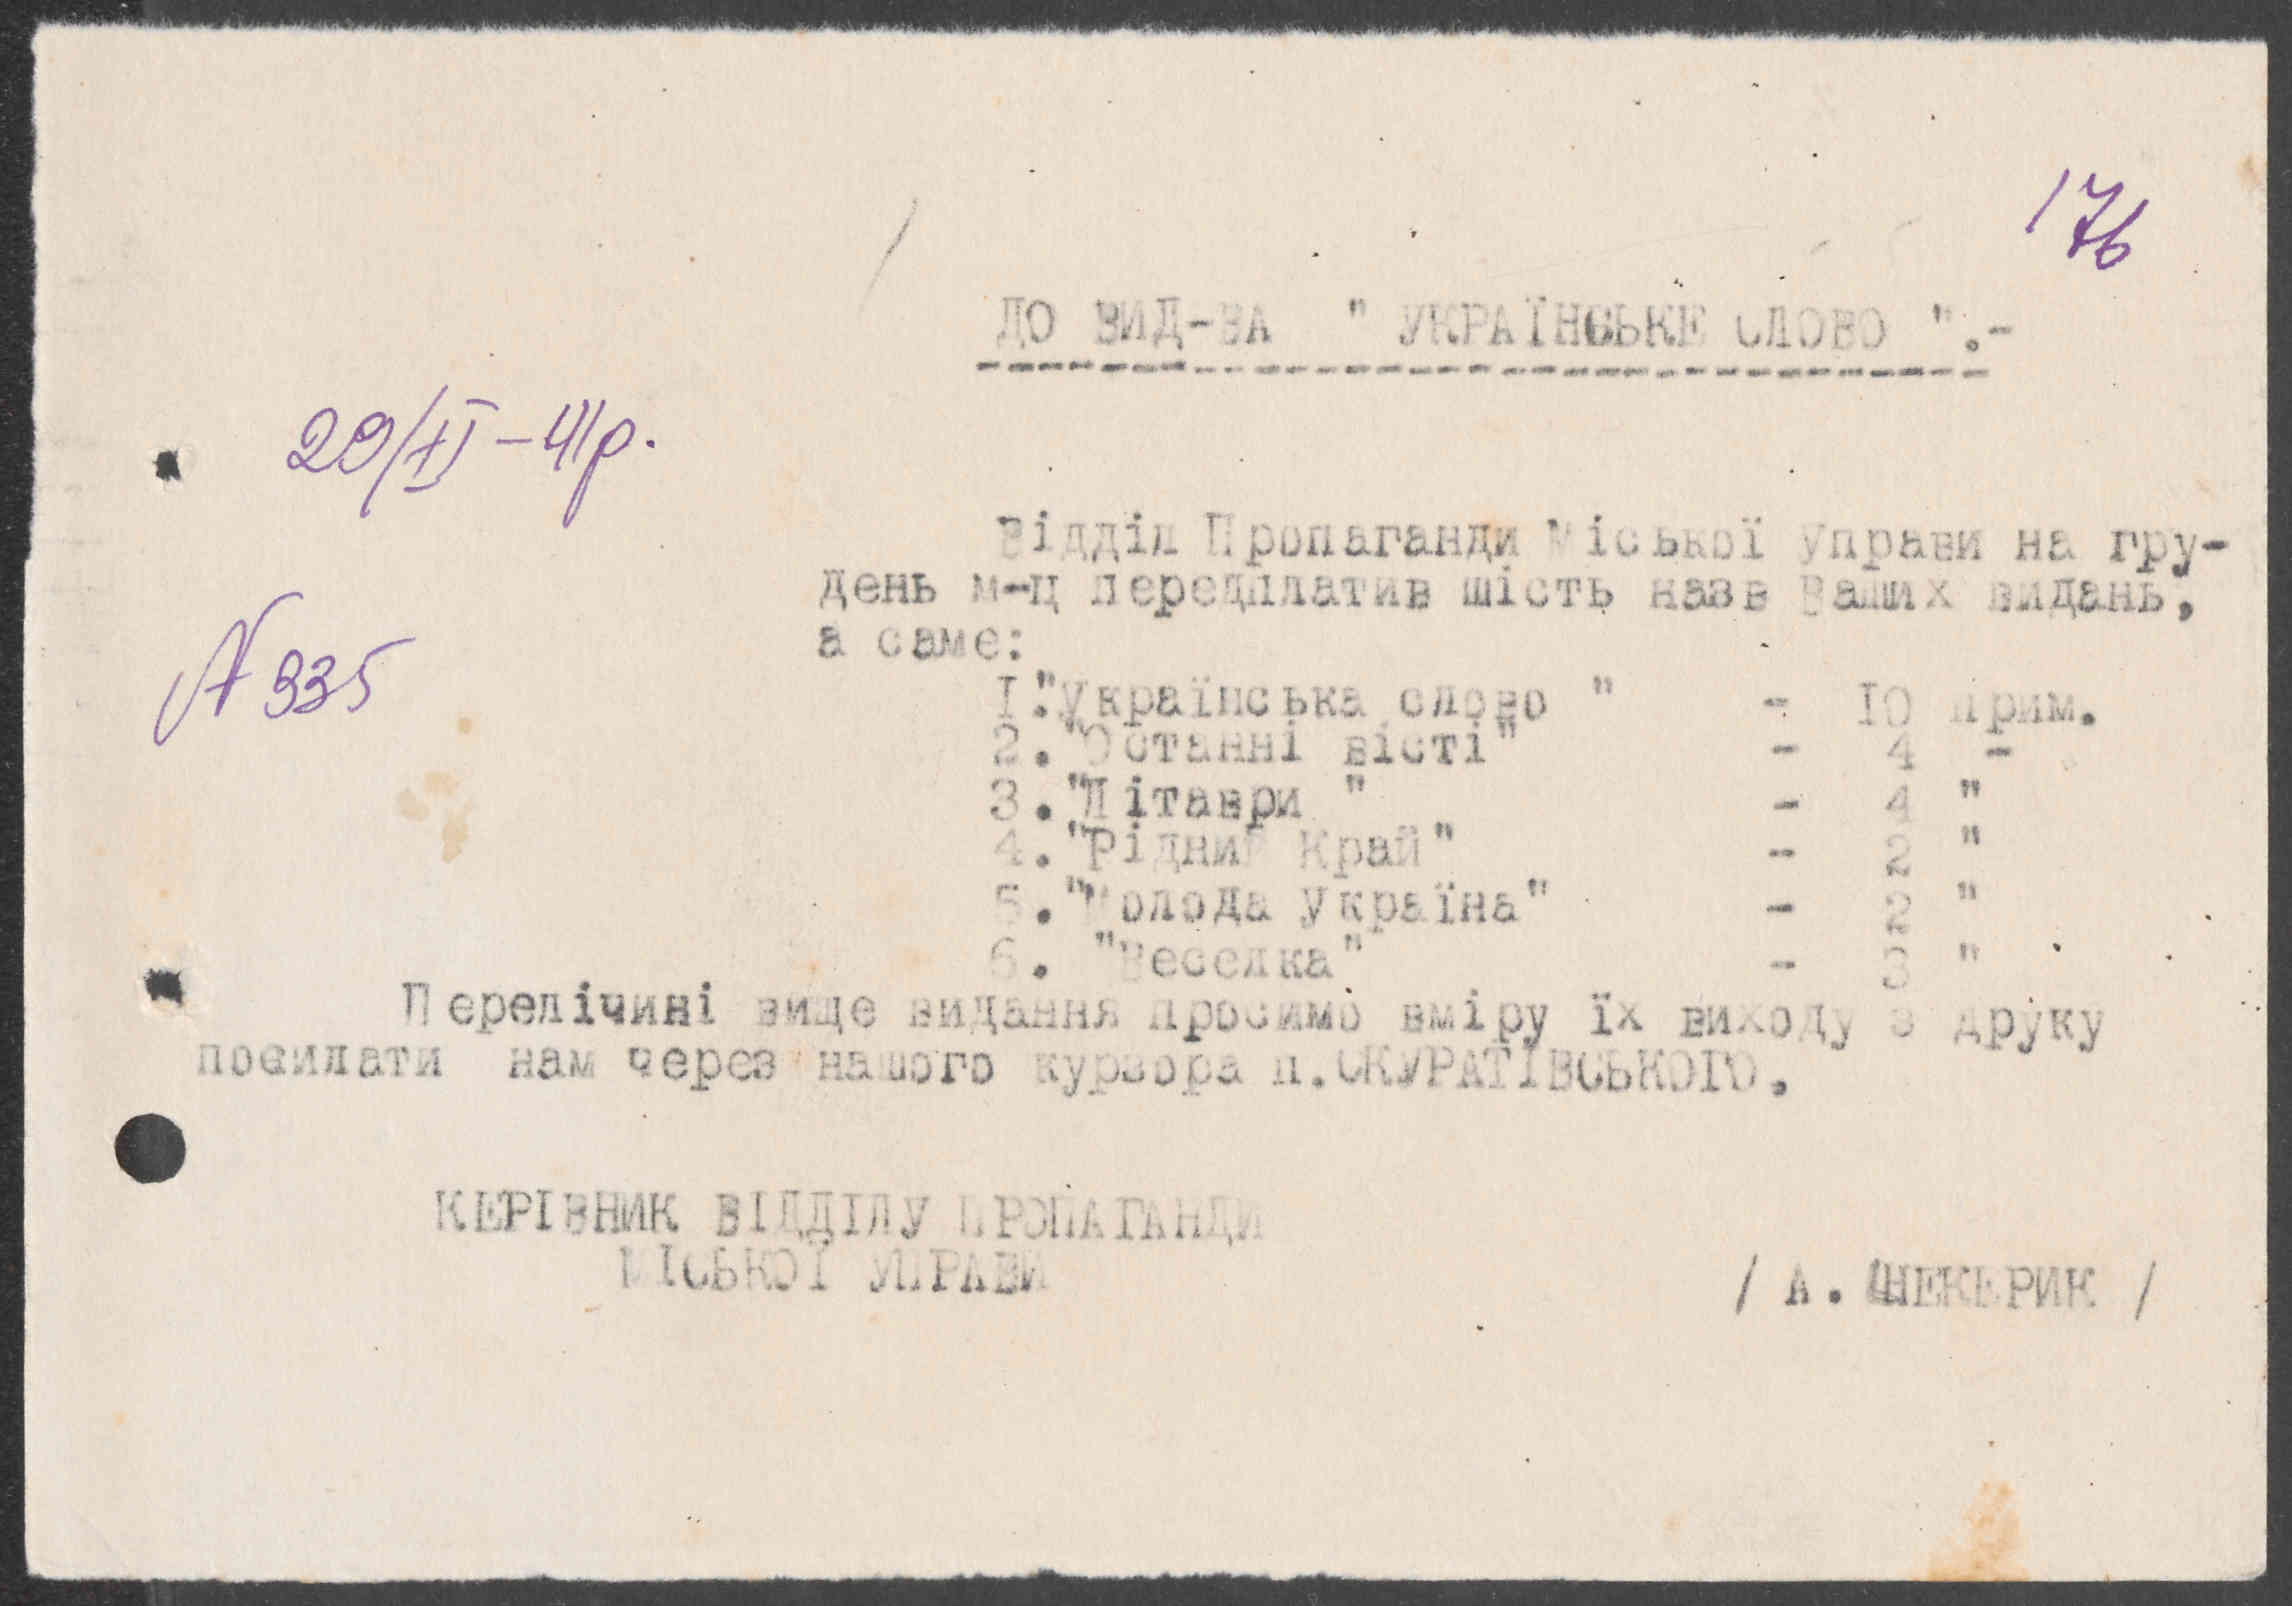 176
ДО ВИД-ВА " УКРАЇНСЬКЕ СЛОВО ".-
29/XI-41р.
Відділ Пропаганди Міської Управи на гру-
день м-ц передплатив шість назв Ваших видань,
а саме:
N 935
1."Українська слово " - 10 прим.
2."Останні вісті" - 4 -
3."Літаври " - 4 "
4."Рідний Край" - 2 "
5."Молода Україна" - 2 "
6. "Веселка" - 3 "
Перелічині вище видання просимо вміру їх виходу з друку
посилати нам через нашого курзора п.СКУРАТІВСЬКОГО.
КЕРІВНИК ВІДДІЛУ ПРОПАГАНДИ
МІСЬКОЇ УПРАВИ
/ А. ШЕКЕРИК /